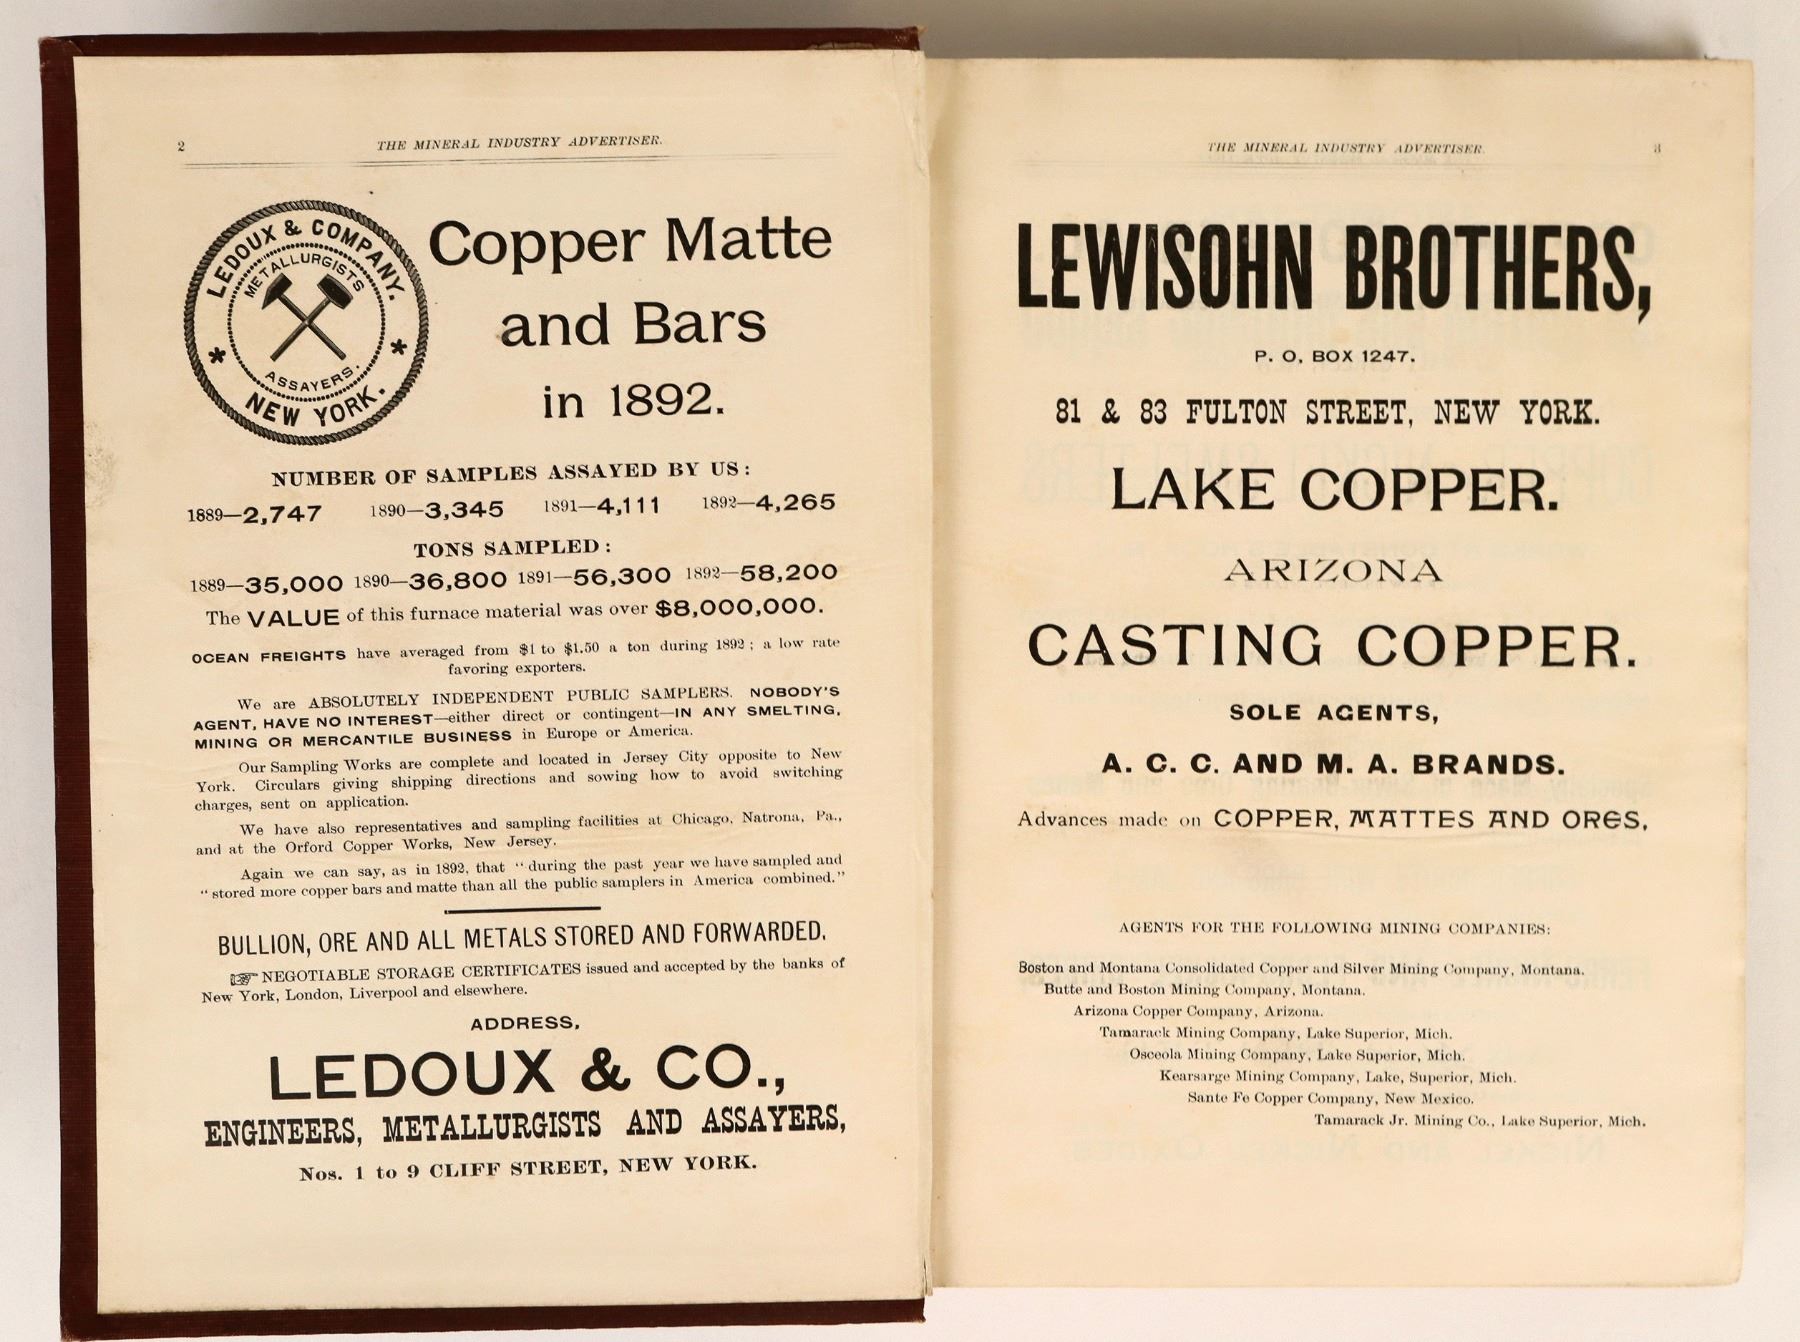 2
THE MINERAL INDUSTRY ADVERTISER.
LEDOUX & COMPANY.
METALLURGISTS
ASSAYERS.
* NEW YORK. *
Copper Matte
and Bars
in 1892.
NUMBER OF SAMPLES ASSAYED BY US:
1889—2,747 1890—3,345 1891—4,111 1892—4,265
TONS SAMPLED:
1889—35,000 1890—36,800 1891—56,300 1892—58,200
The VALUE of this furnace material was over $8,000,000.
OCEAN FREIGHTS have averaged from $1 to $1.50 a ton during 1892; a low rate
favoring exporters.
We are ABSOLUTELY INDEPENDENT PUBLIC SAMPLERS. NOBODY'S
AGENT, HAVE NO INTEREST—either direct or contingent—IN ANY SMELTING,
MINING OR MERCANTILE BUSINESS in Europe or America.
Our Sampling Works are complete and located in Jersey City opposite to New
York. Circulars giving shipping directions and sowing how to avoid switching
charges, sent on application.
We have also representatives and sampling facilities at Chicago, Natrona, Pa.,
and at the Orford Copper Works, New Jersey.
Again we can say, as in 1892, that "during the past year we have sampled and
"stored more copper bars and matte than all the public samplers in America combined."
BULLION, ORE AND ALL METALS STORED AND FORWARDED.
☞ NEGOTIABLE STORAGE CERTIFICATES issued and accepted by the banks of
New York, London, Liverpool and elsewhere.
ADDRESS,
LEDOUX & CO.,
ENGINEERS, METALLURGISTS AND ASSAYERS,
Nos. 1 to 9 CLIFF STREET, NEW YORK.
THE MINERAL INDUSTRY ADVERTISER.
3
LEWISOHN BROTHERS,
P. O. BOX 1247.
81 & 83 FULTON STREET, NEW YORK.
LAKE COPPER.
ARIZONA
CASTING COPPER.
SOLE AGENTS,
A. C. C. AND M. A. BRANDS.
Advances made on COPPER, MATTES AND ORES,
AGENTS FOR THE FOLLOWING MINING COMPANIES:
Boston and Montana Consolidated Copper and Silver Mining Company, Montana.
Butte and Boston Mining Company, Montana.
Arizona Copper Company, Arizona.
Tamarack Mining Company, Lake Superior, Mich.
Osceola Mining Company, Lake Superior, Mich.
Kearsarge Mining Company, Lake, Superior, Mich.
Sante Fe Copper Company, New Mexico.
Tamarack Jr. Mining Co., Lake Superior, Mich.